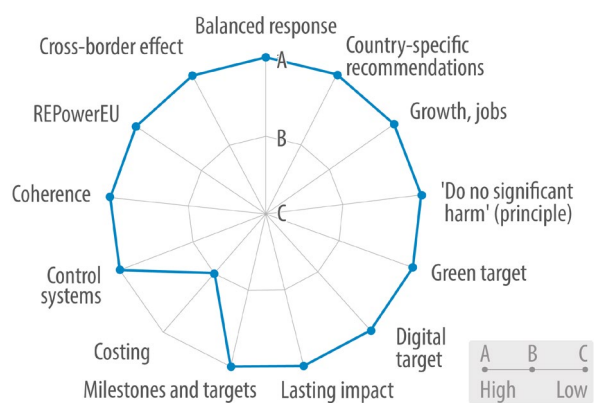 Balanced response
Cross-border effect
Country-specific
recommendations
A
REPowerEU
Growth, jobs
B
Coherence
'Do no significant
harm' (principle)
C
Control
systems
Green target
Costing
Digital
target
Milestones and targets
Lasting impact
A B C
High Low